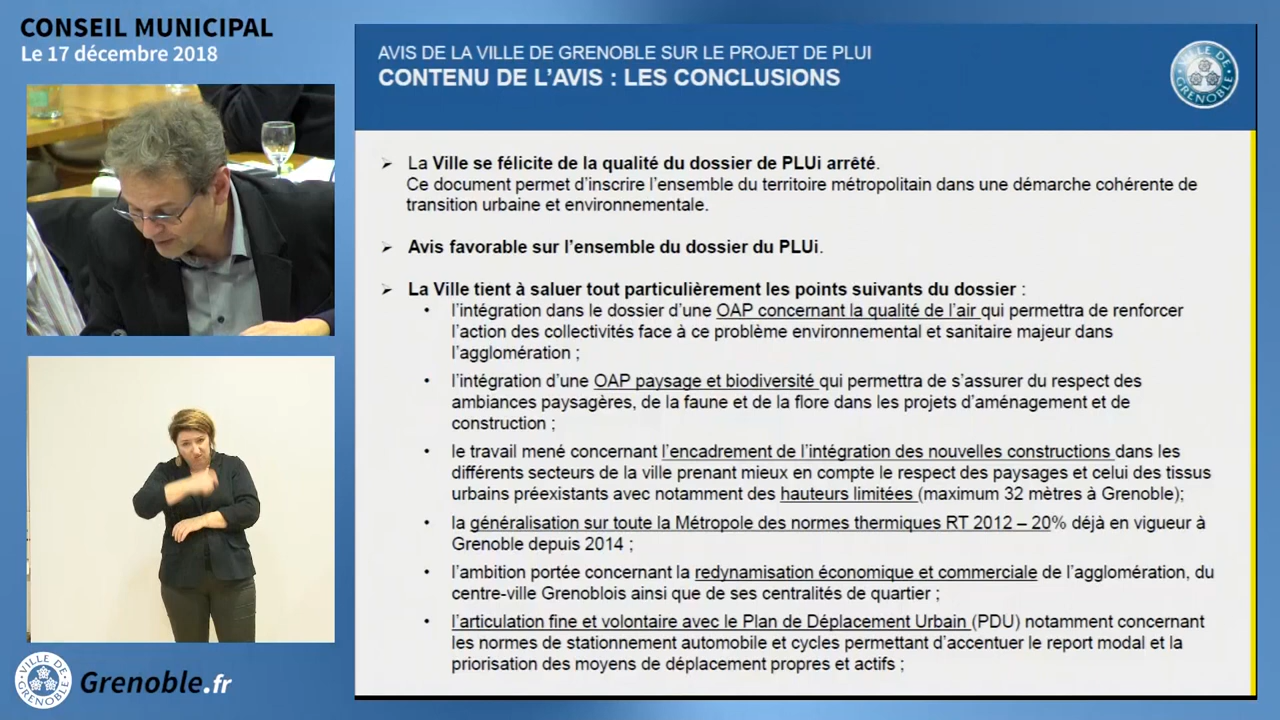 CONSEIL MUNICIPAL
Le 17 décembre 2018
AVIS DE LA VILLE DE GRENOBLE SUR LE PROJET DE PLUI
CONTENU DE L'AVIS : LES CONCLUSIONS
VILLE DE GRENOBLE
La Ville se félicite de la qualité du dossier de PLUi arrêté.
Ce document permet d'inscrire l'ensemble du territoire métropolitain dans une démarche cohérente de
transition urbaine et environnementale.
Avis favorable sur l'ensemble du dossier du PLUi.
La Ville tient à saluer tout particulièrement les points suivants du dossier :
• l'intégration dans le dossier d'une OAP concernant la qualité de l'air qui permettra de renforcer
l'action des collectivités face à ce problème environnemental et sanitaire majeur dans
l'agglomération ;
• l'intégration d'une OAP paysage et biodiversité qui permettra de s'assurer du respect des
ambiances paysagères, de la faune et de la flore dans les projets d'aménagement et de
construction ;
• le travail mené concernant l'encadrement de l'intégration des nouvelles constructions dans les
différents secteurs de la ville prenant mieux en compte le respect des paysages et celui des tissus
urbains préexistants avec notamment des hauteurs limitées (maximum 32 mètres à Grenoble);
• la généralisation sur toute la Métropole des normes thermiques RT 2012 – 20% déjà en vigueur à
Grenoble depuis 2014 ;
• l'ambition portée concernant la redynamisation économique et commerciale de l'agglomération, du
centre-ville Grenoblois ainsi que de ses centralités de quartier ;
• l'articulation fine et volontaire avec le Plan de Déplacement Urbain (PDU) notamment concernant
les normes de stationnement automobile et cycles permettant d'accentuer le report modal et la
priorisation des moyens de déplacement propres et actifs ;
VILLE DE GRENOBLE
Grenoble.fr